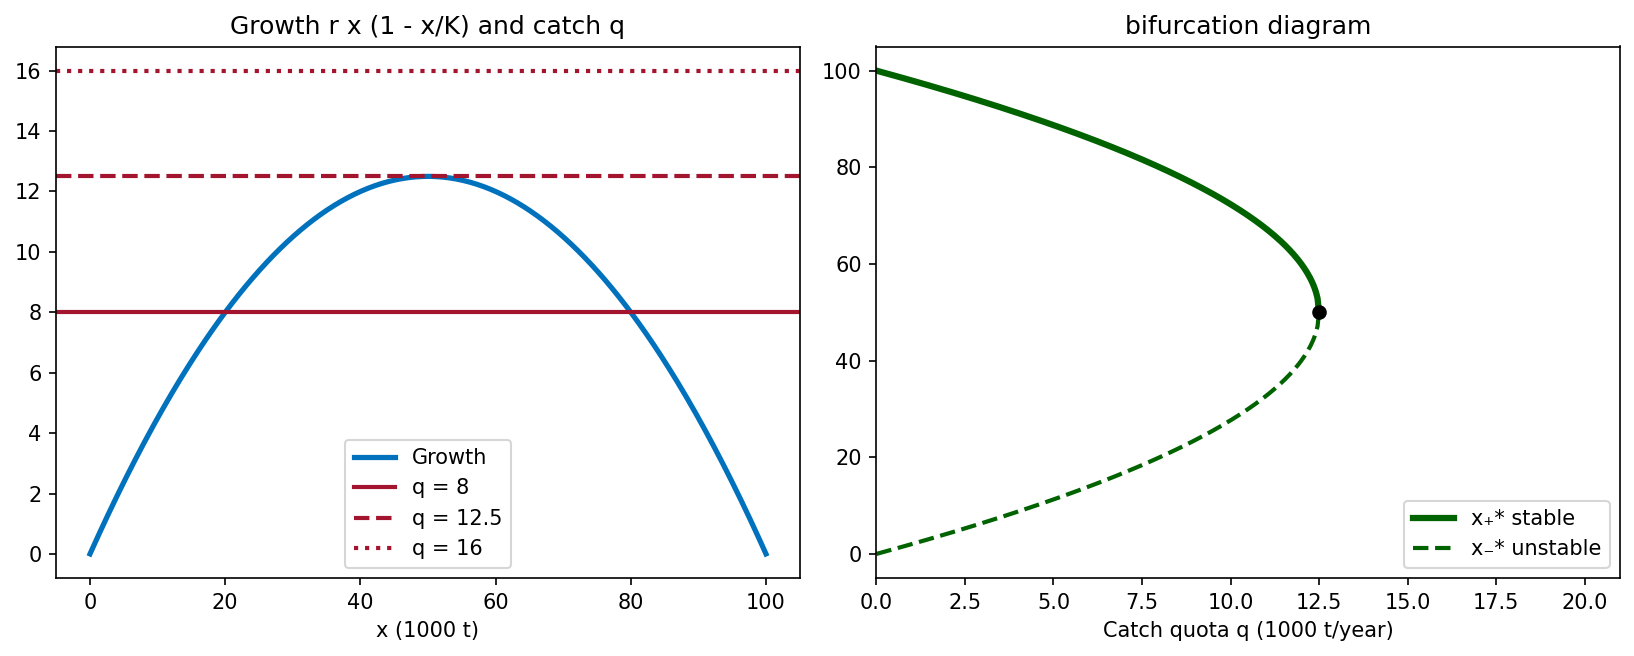 Growth r x (1 - x/K) and catch q
16
14
12
10
8
6
4
2
0
Growth
q = 8
q = 12.5
q = 16
0 20 40 60 80 100
x (1000 t)
bifurcation diagram
100
80
60
40
20
0
x₊* stable
x₋* unstable
0.0 2.5 5.0 7.5 10.0 12.5 15.0 17.5 20.0
Catch quota q (1000 t/year)